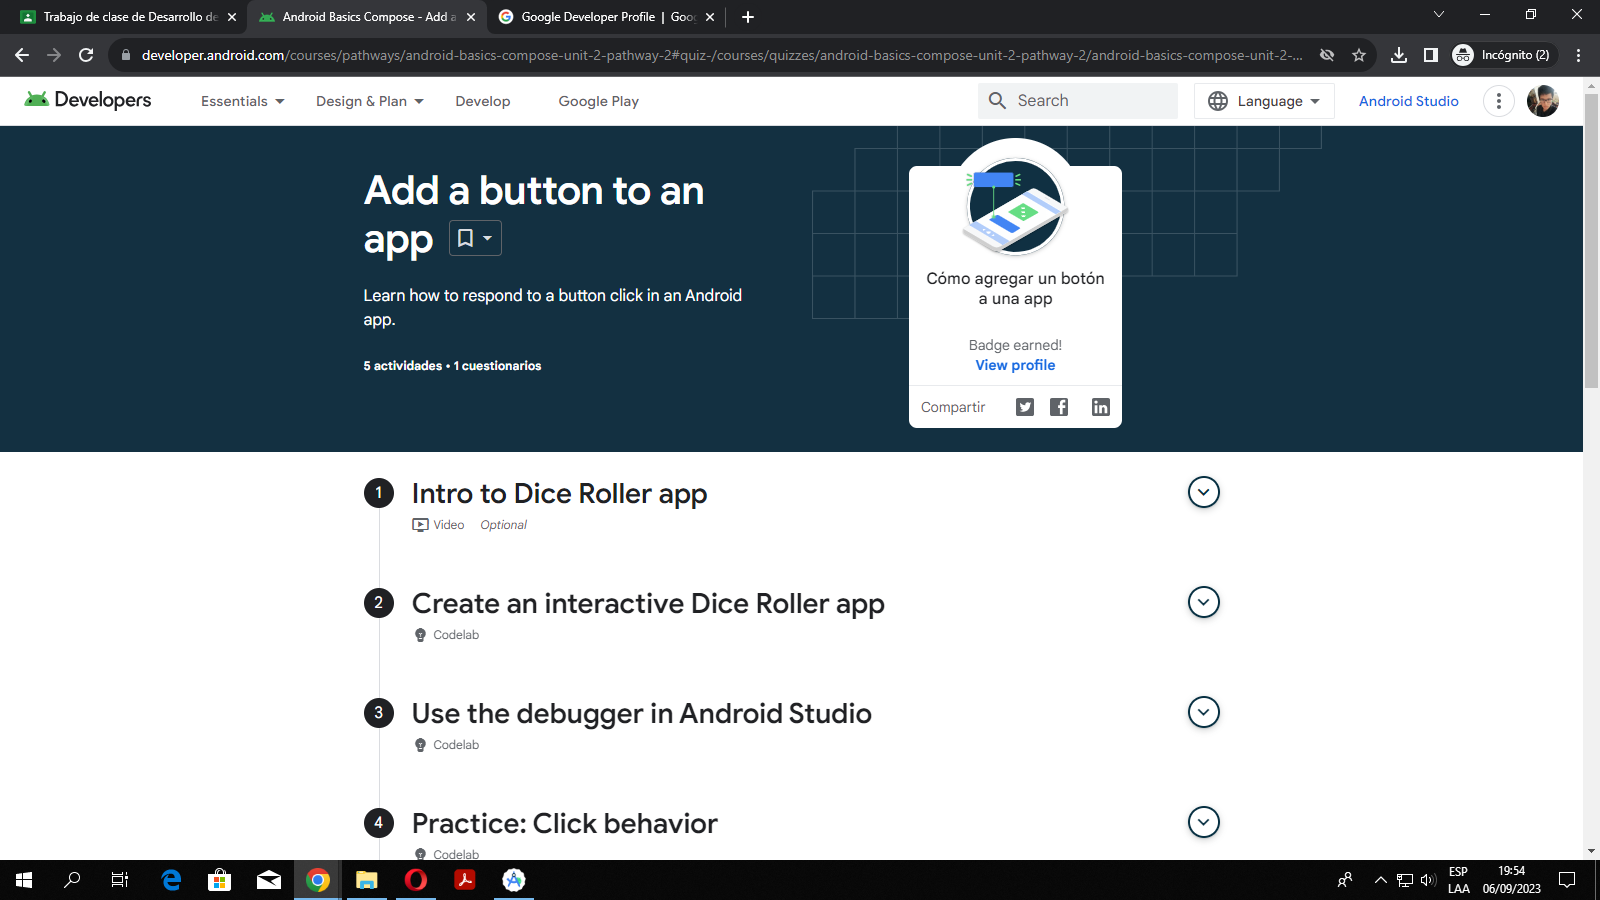 Trabajo de clase de Desarrollo de
Android Basics Compose - Add a
Google Developer Profile | Goo
developer.android.com/courses/pathways/android-basics-compose-unit-2-pathway-2#quiz-/courses/quizzes/android-basics-compose-unit-2-pathway-2/android-basics-compose-unit-2-...
Incógnito (2)
Developers
Essentials
Design & Plan
Develop
Google Play
Search
Language
Android Studio
Add a button to an
app
Learn how to respond to a button click in an Android
app.
5 actividades • 1 cuestionarios
Cómo agregar un botón
a una app
Badge earned!
View profile
Compartir
1 Intro to Dice Roller app
Video Optional
2 Create an interactive Dice Roller app
Codelab
3 Use the debugger in Android Studio
Codelab
4 Practice: Click behavior
Codelab
ESP
LAA
19:54
06/09/2023